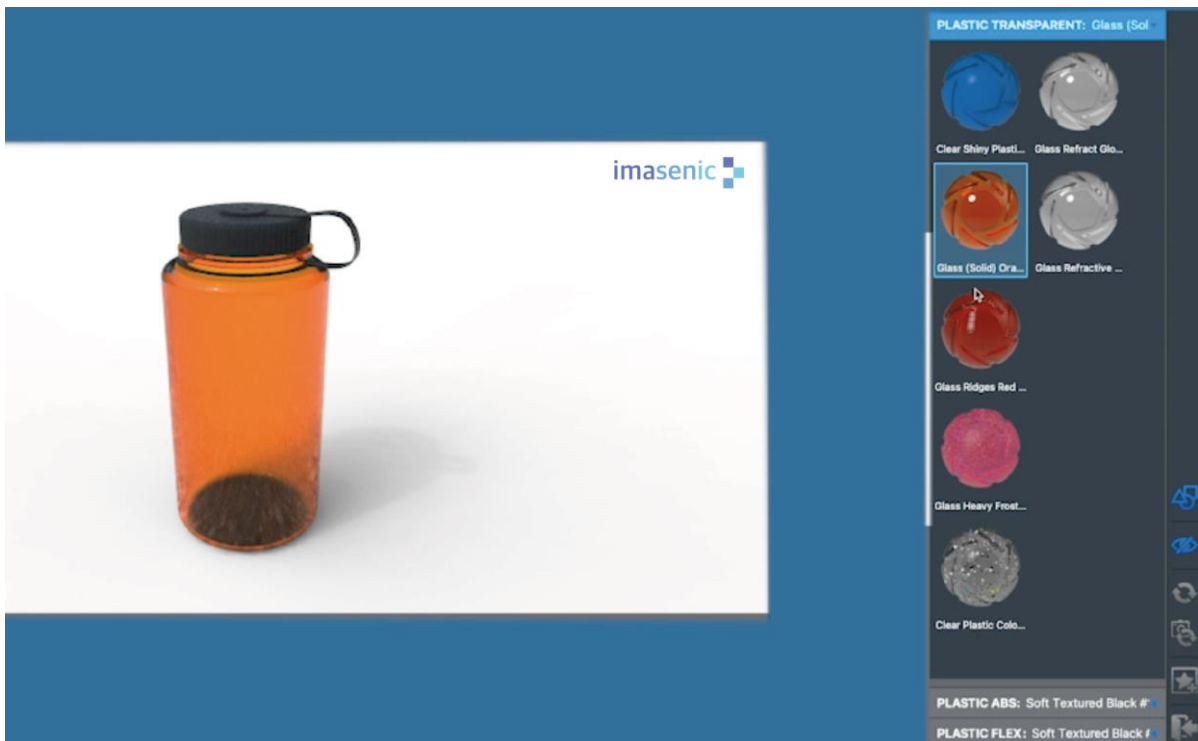 imasenic
PLASTIC TRANSPARENT: Glass (Sol
Clear Shiny Plasti...
Glass Refract Glo...
Glass (Solid) Ora...
Glass Refractive ...
Glass Ridges Red ...
Glass Heavy Frost...
Clear Plastic Colo...
PLASTIC ABS: Soft Textured Black #
PLASTIC FLEX: Soft Textured Black